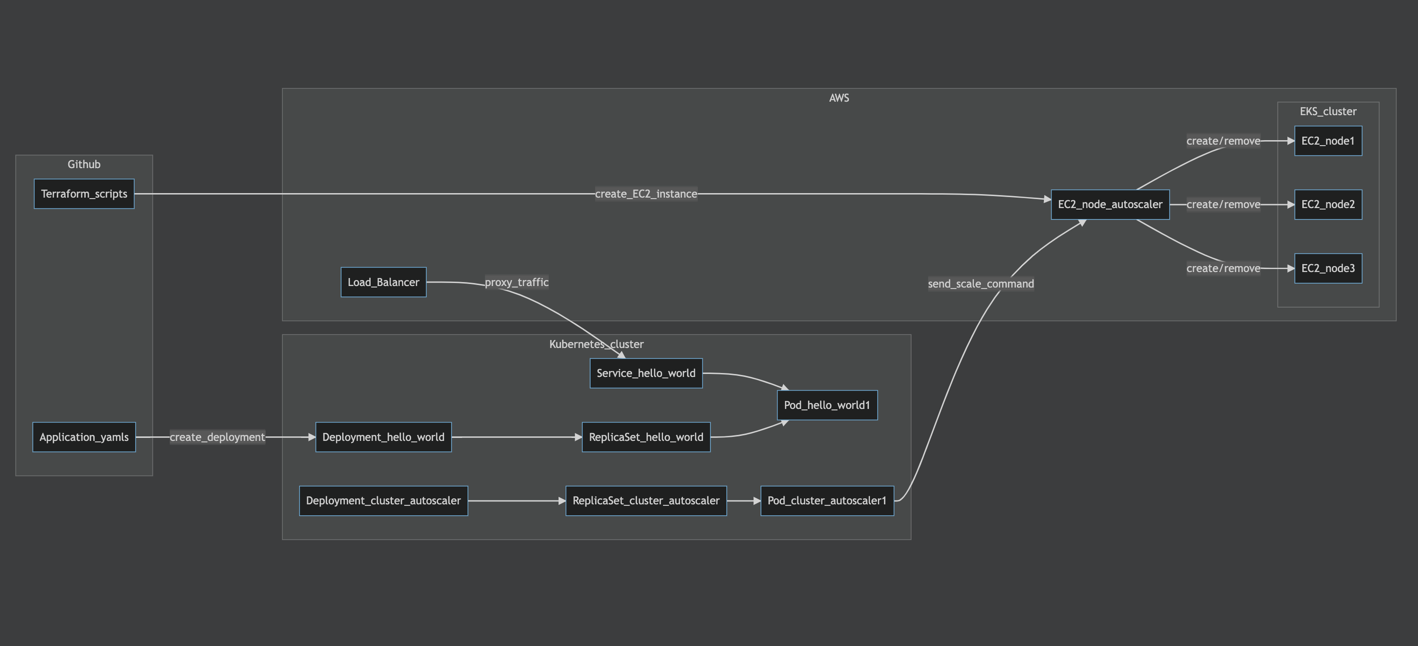 AWS
EKS_cluster
Github
create/remove
EC2_node1
Terraform_scripts
create_EC2_instance
EC2_node_autoscaler
create/remove
EC2_node2
create/remove
EC2_node3
Load_Balancer
proxy_traffic
send_scale_command
Kubernetes_cluster
Service_hello_world
Pod_hello_world1
Application_yamls
create_deployment
Deployment_hello_world
ReplicaSet_hello_world
Deployment_cluster_autoscaler
ReplicaSet_cluster_autoscaler
Pod_cluster_autoscaler1